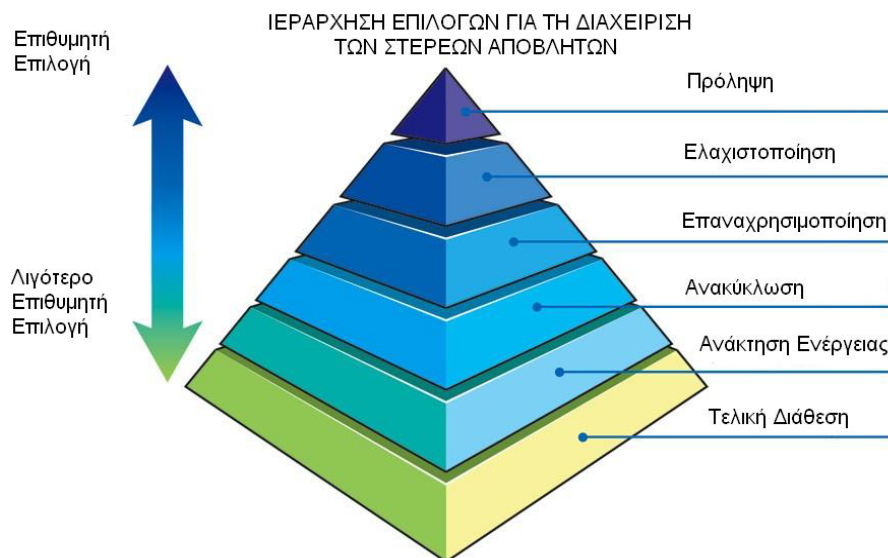 ΙΕΡΑΡΧΗΣΗ ΕΠΙΛΟΓΩΝ ΓΙΑ ΤΗ ΔΙΑΧΕΙΡΙΣΗ
ΤΩΝ ΣΤΕΡΕΩΝ ΑΠΟΒΛΗΤΩΝ
Επιθυμητή
Επιλογή
Πρόληψη
Ελαχιστοποίηση
Επαναχρησιμοποίηση
Λιγότερο
Επιθυμητή
Επιλογή
Ανακύκλωση
Ανάκτηση Ενέργειας
Τελική Διάθεση